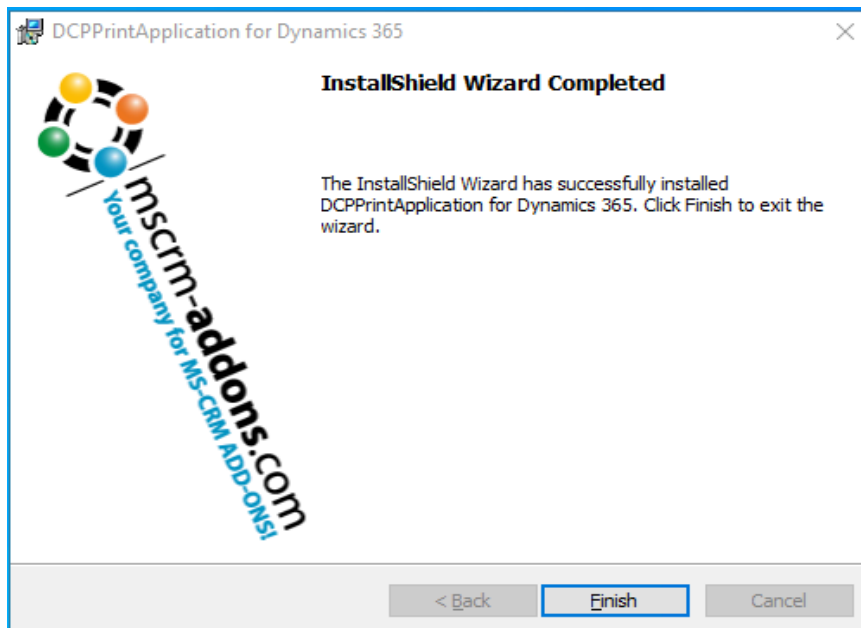 DCPPrintApplication for Dynamics 365
InstallShield Wizard Completed
The InstallShield Wizard has successfully installed
DCPPrintApplication for Dynamics 365. Click Finish to exit the
wizard.
mscrm-addons.com
Your company for MS-CRM ADD-ONS!
< Back
Finish
Cancel